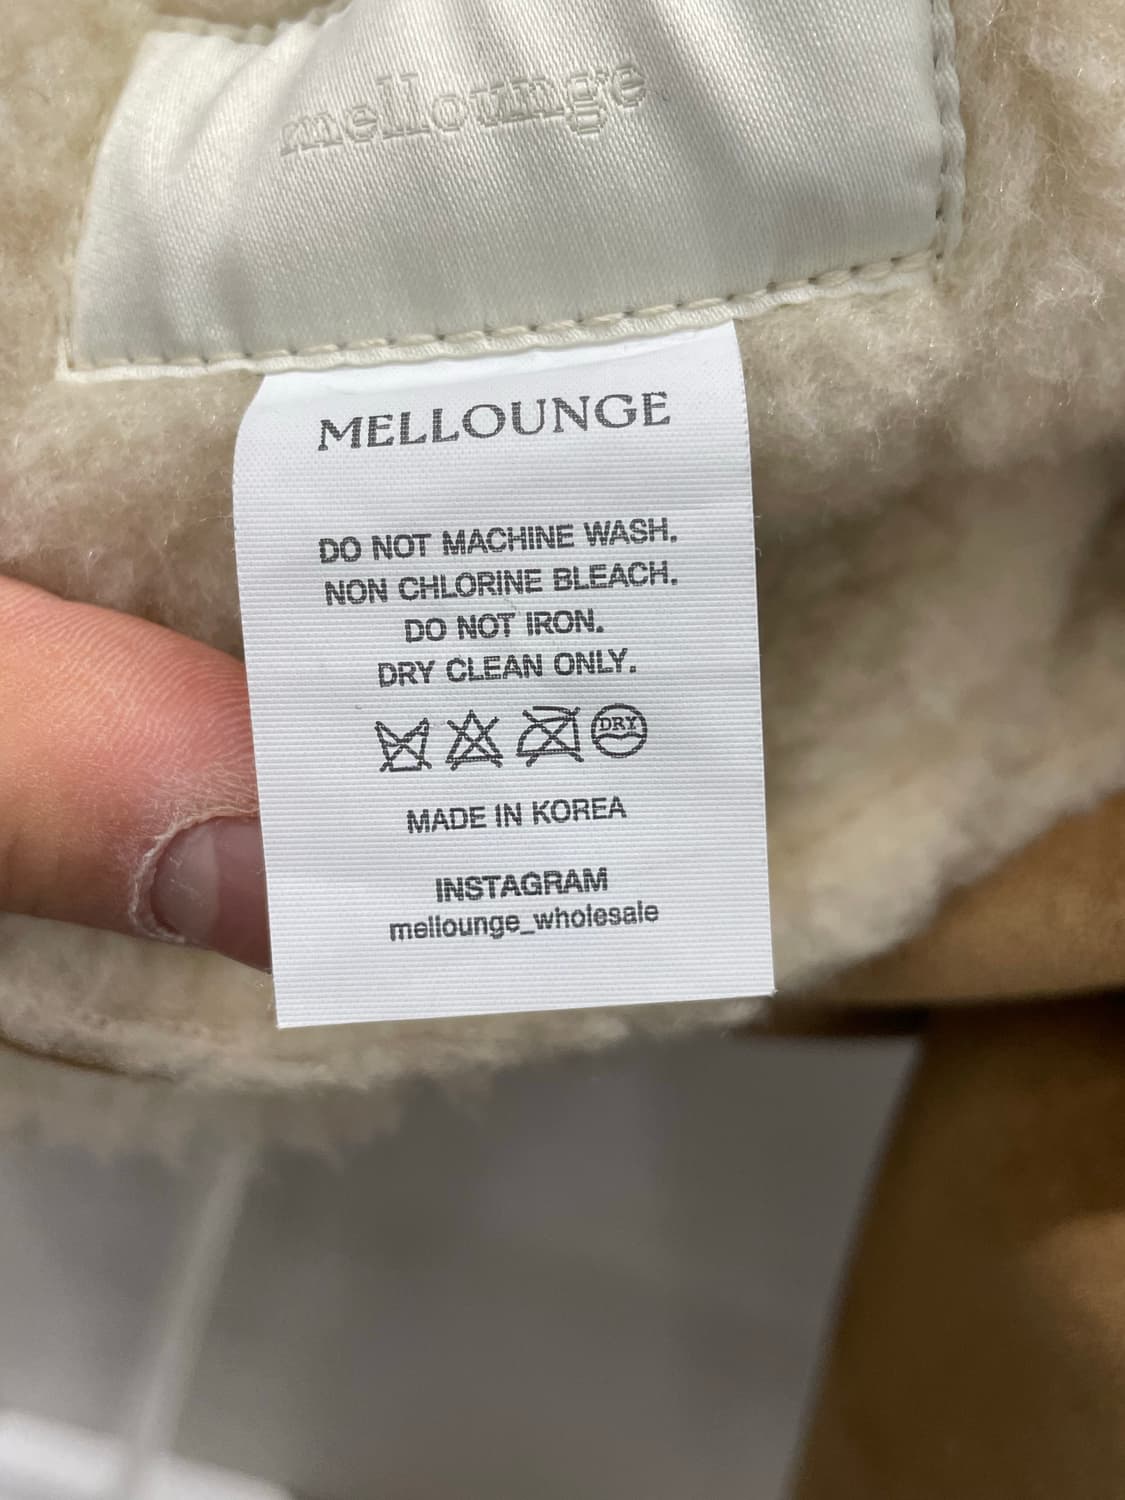 mellounge
MELLOUNGE
DO NOT MACHINE WASH.
NON CHLORINE BLEACH.
DO NOT IRON.
DRY CLEAN ONLY.
DRY
MADE IN KOREA
INSTAGRAM
mellounge_wholesale